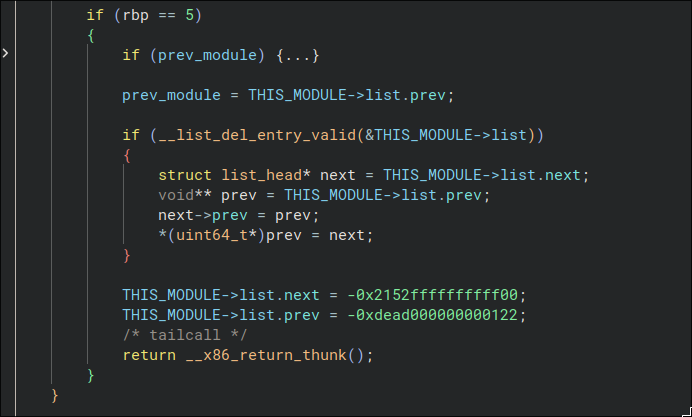 if (rbp == 5)
{
if (prev_module) {...}
prev_module = THIS_MODULE->list.prev;
if (__list_del_entry_valid(&THIS_MODULE->list))
{
struct list_head* next = THIS_MODULE->list.next;
void** prev = THIS_MODULE->list.prev;
next->prev = prev;
*(uint64_t*)prev = next;
}
THIS_MODULE->list.next = -0x2152ffffffffff00;
THIS_MODULE->list.prev = -0xdead000000000122;
/* tailcall */
return __x86_return_thunk();
}
}